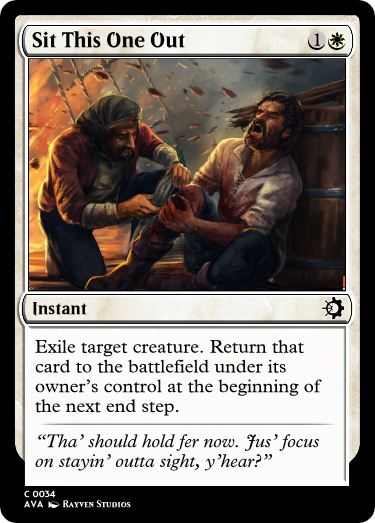 Sit This One Out 1
Instant
Exile target creature. Return that
card to the battlefield under its
owner's control at the beginning of
the next end step.
“Tha’ should hold fer now. Jus’ focus
on stayin’ outta sight, y’hear?”
C 0034
AVA Rayven Studios